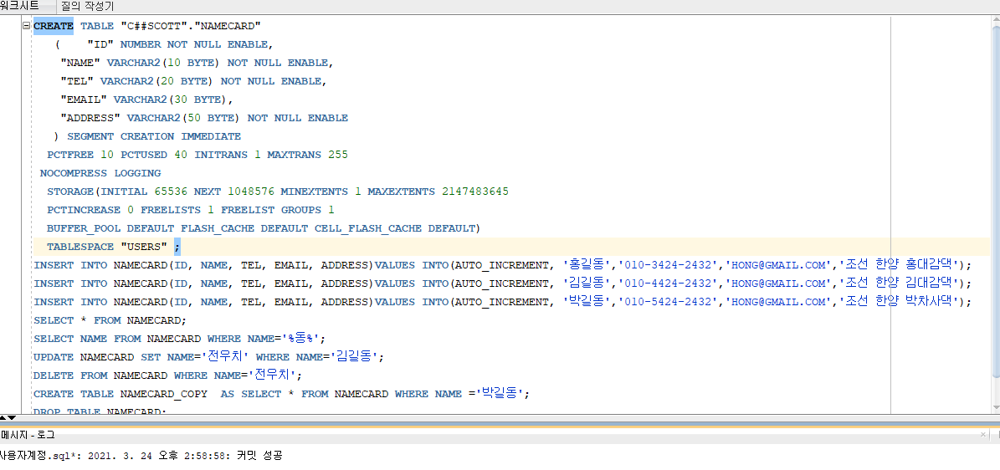 워크시트 질의 작성기
CREATE TABLE "C##SCOTT"."NAMECARD"
( "ID" NUMBER NOT NULL ENABLE,
"NAME" VARCHAR2(10 BYTE) NOT NULL ENABLE,
"TEL" VARCHAR2(20 BYTE) NOT NULL ENABLE,
"EMAIL" VARCHAR2(30 BYTE),
"ADDRESS" VARCHAR2(50 BYTE) NOT NULL ENABLE
) SEGMENT CREATION IMMEDIATE
PCTFREE 10 PCTUSED 40 INITRANS 1 MAXTRANS 255
NOCOMPRESS LOGGING
STORAGE(INITIAL 65536 NEXT 1048576 MINEXTENTS 1 MAXEXTENTS 2147483645
PCTINCREASE 0 FREELISTS 1 FREELIST GROUPS 1
BUFFER_POOL DEFAULT FLASH_CACHE DEFAULT CELL_FLASH_CACHE DEFAULT)
TABLESPACE "USERS" ;
INSERT INTO NAMECARD(ID, NAME, TEL, EMAIL, ADDRESS)VALUES INTO(AUTO_INCREMENT, '홍길동','010-3424-2432','HONG@GMAIL.COM','조선 한양 홍대감댁');
INSERT INTO NAMECARD(ID, NAME, TEL, EMAIL, ADDRESS)VALUES INTO(AUTO_INCREMENT, '김길동','010-4424-2432','HONG@GMAIL.COM','조선 한양 김대감댁');
INSERT INTO NAMECARD(ID, NAME, TEL, EMAIL, ADDRESS)VALUES INTO(AUTO_INCREMENT, '박길동','010-5424-2432','HONG@GMAIL.COM','조선 한양 박차사댁');
SELECT * FROM NAMECARD;
SELECT NAME FROM NAMECARD WHERE NAME='%동%';
UPDATE NAMECARD SET NAME='전우치' WHERE NAME='김길동';
DELETE FROM NAMECARD WHERE NAME='전우치';
CREATE TABLE NAMECARD_COPY AS SELECT * FROM NAMECARD WHERE NAME ='박길동';
DROP TABLE NAMECARD;
메시지 - 로그
사용자계정.sql*: 2021. 3. 24 오후 2:58:58: 커밋 성공